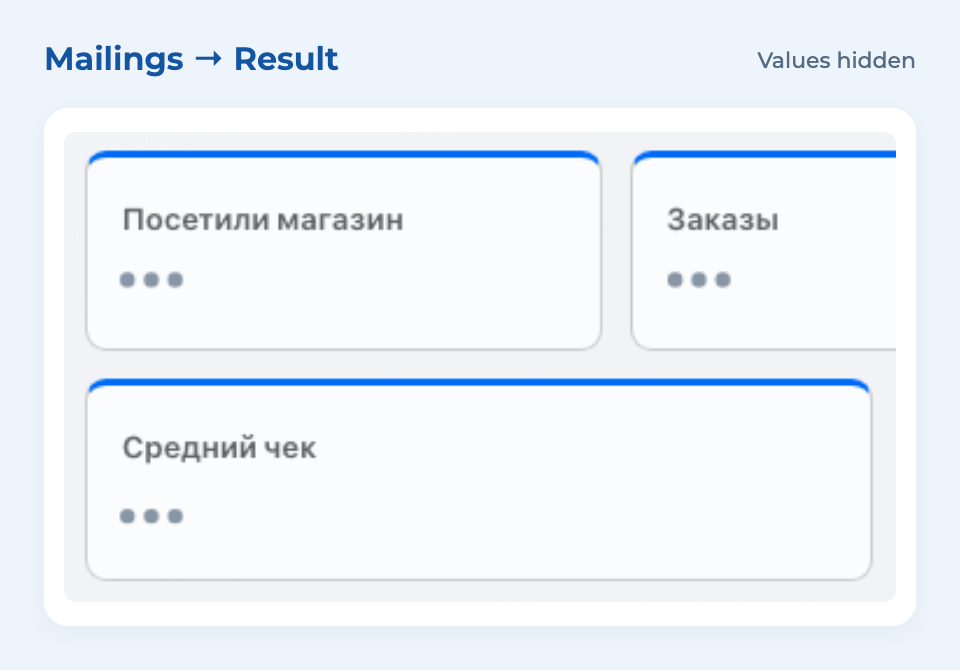 Mailings → Result
Values hidden
Посетили магазин
Заказы
Средний чек